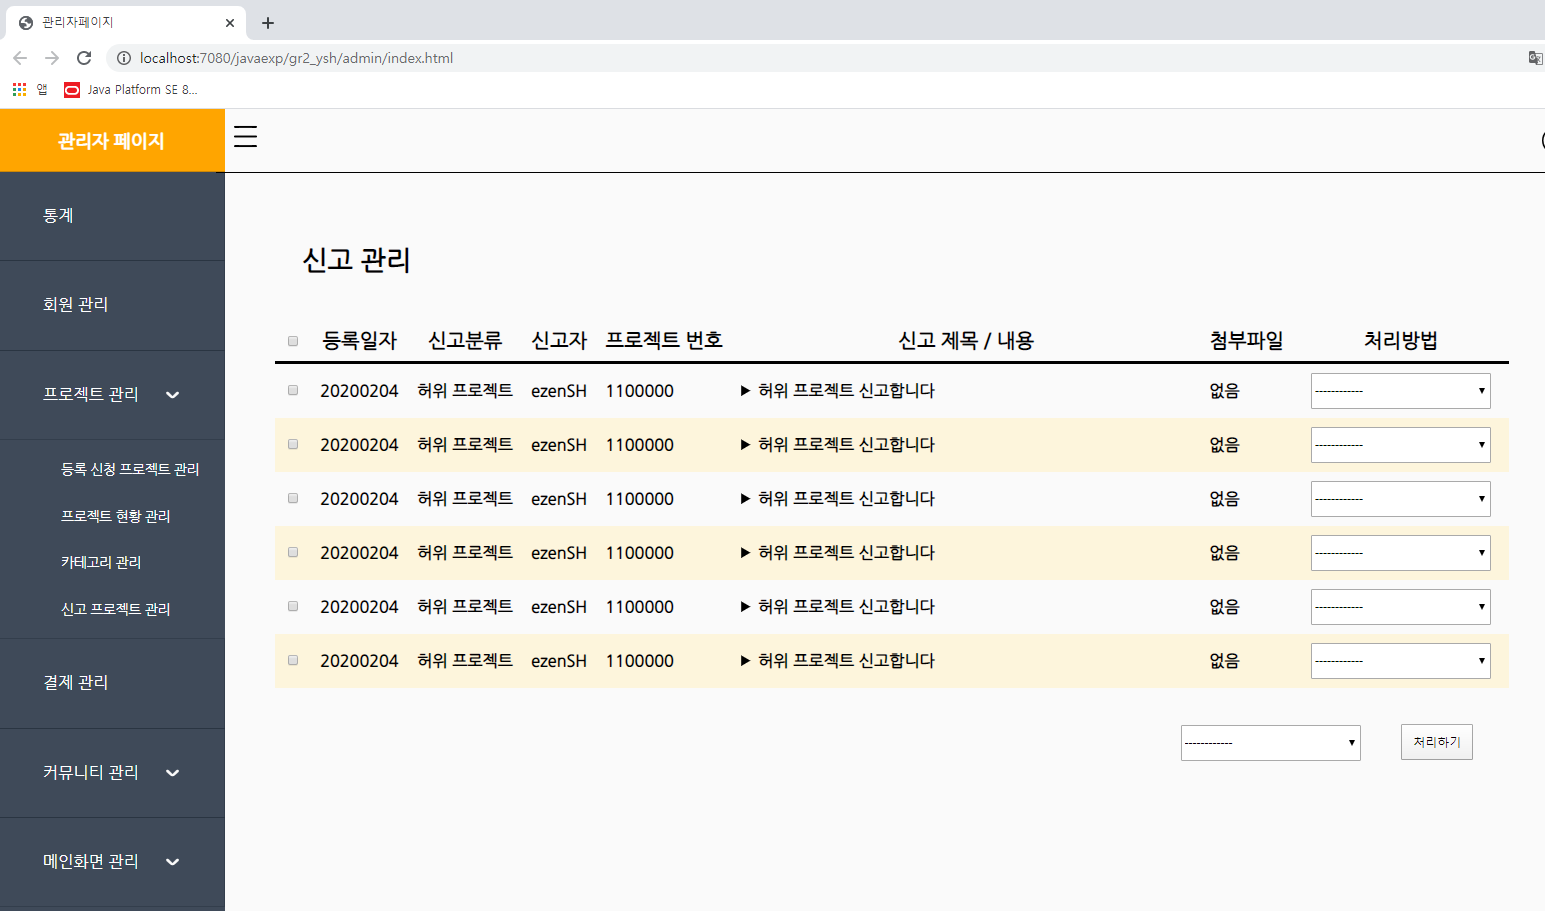 관리자페이지
localhost:7080/javaexp/gr2_ysh/admin/index.html
앱 Java Platform SE 8...
관리자 페이지
통계
회원 관리
프로젝트 관리
등록 신청 프로젝트 관리
프로젝트 현황 관리
카테고리 관리
신고 프로젝트 관리
결제 관리
커뮤니티 관리
메인화면 관리
신고 관리
등록일자 신고분류 신고자 프로젝트 번호 신고 제목 / 내용 첨부파일 처리방법
20200204 허위 프로젝트 ezenSH 1100000 ▶ 허위 프로젝트 신고합니다 없음 ------------
20200204 허위 프로젝트 ezenSH 1100000 ▶ 허위 프로젝트 신고합니다 없음 ------------
20200204 허위 프로젝트 ezenSH 1100000 ▶ 허위 프로젝트 신고합니다 없음 ------------
20200204 허위 프로젝트 ezenSH 1100000 ▶ 허위 프로젝트 신고합니다 없음 ------------
20200204 허위 프로젝트 ezenSH 1100000 ▶ 허위 프로젝트 신고합니다 없음 ------------
20200204 허위 프로젝트 ezenSH 1100000 ▶ 허위 프로젝트 신고합니다 없음 ------------
------------ 처리하기